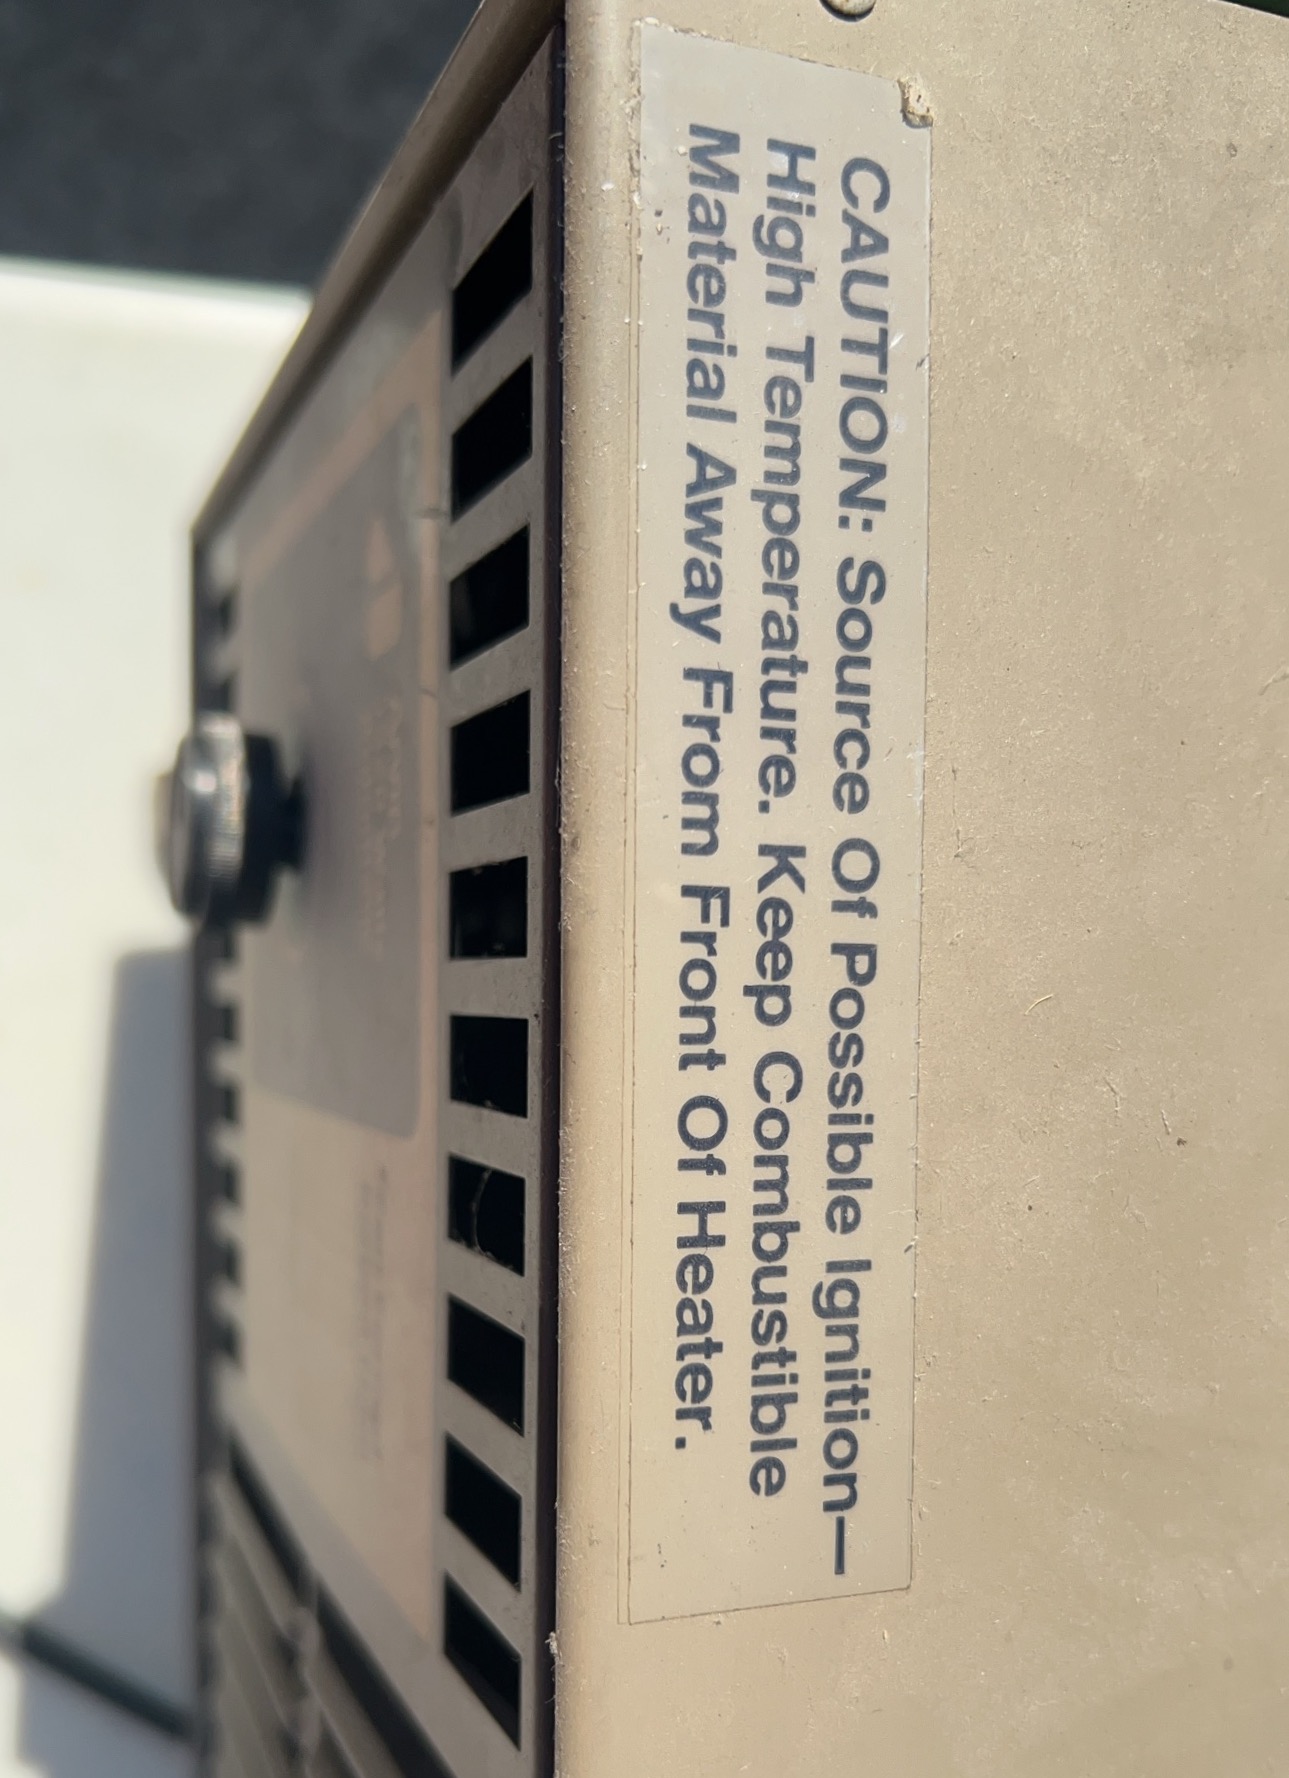 CAUTION: Source Of Possible Ignition—
High Temperature. Keep Combustible
Material Away From Front Of Heater.